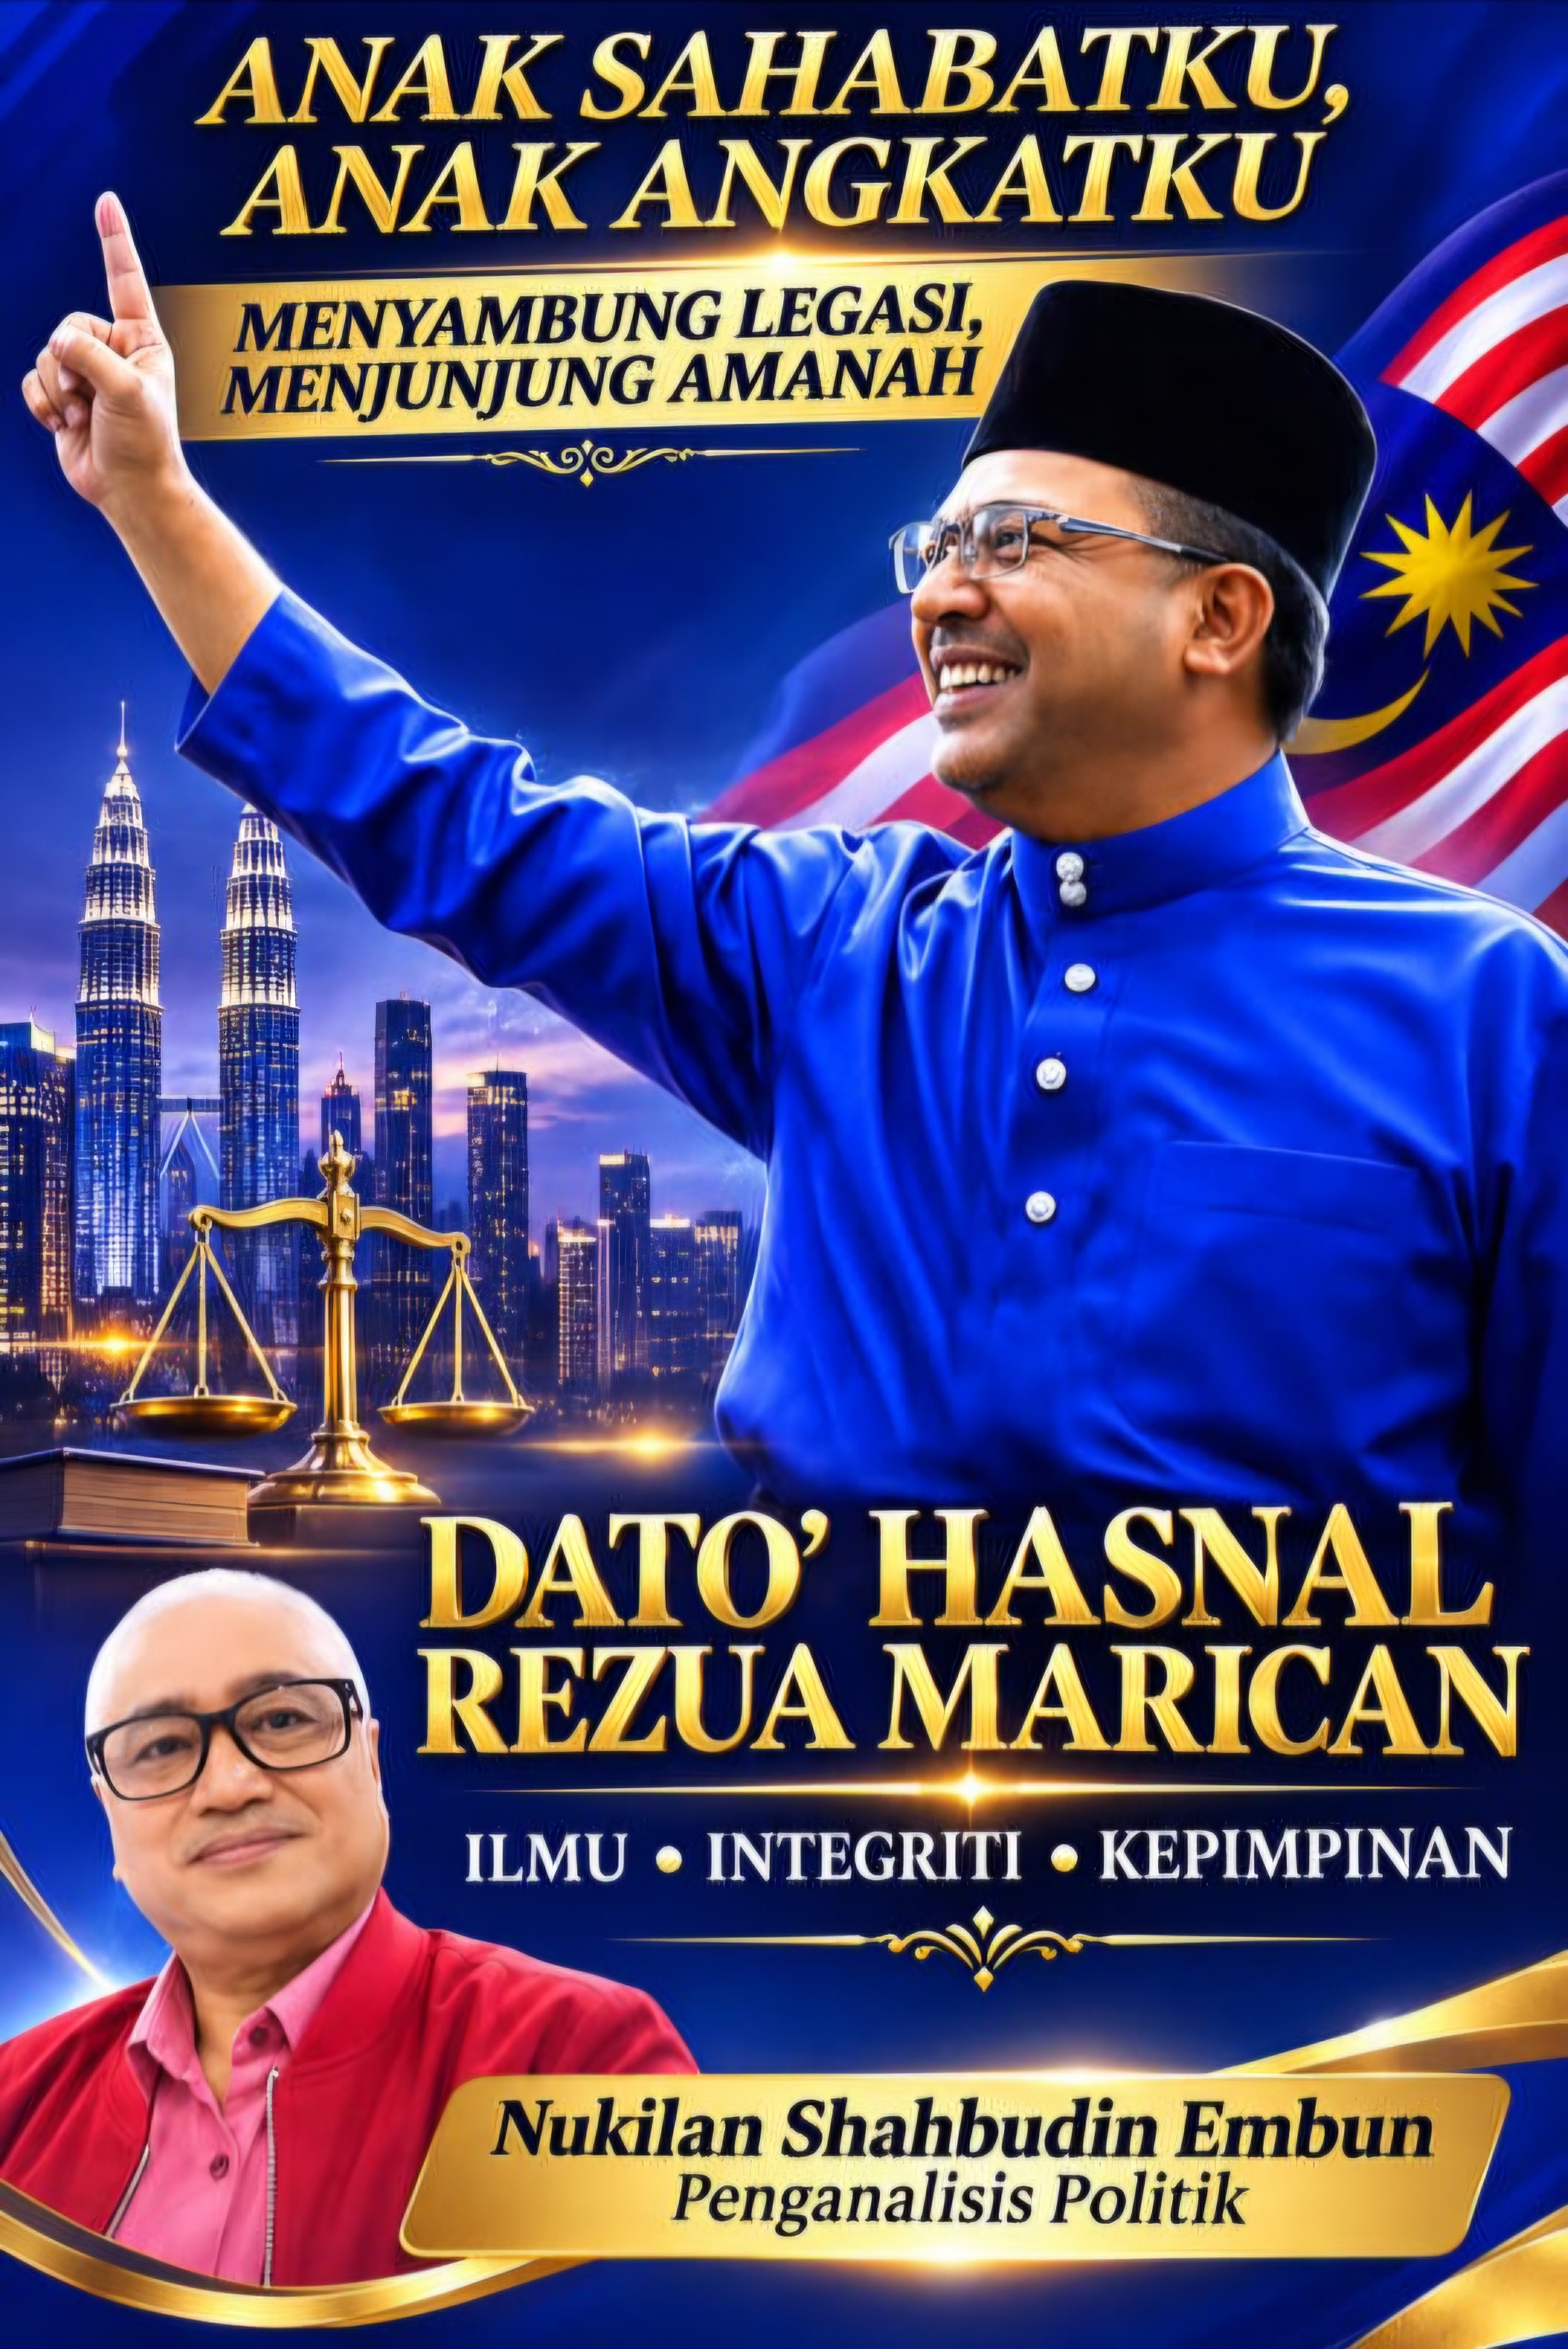 ANAK SAHABATKU,
ANAK ANGKATKU
MENYAMBUNG LEGASI,
MENJUNJUNG AMANAH
DATO' HASNAL
REZUA MARICAN
ILMU • INTEGRITI • KEPIMPINAN
Nukilan Shahbudin Embun
Penganalisis Politik